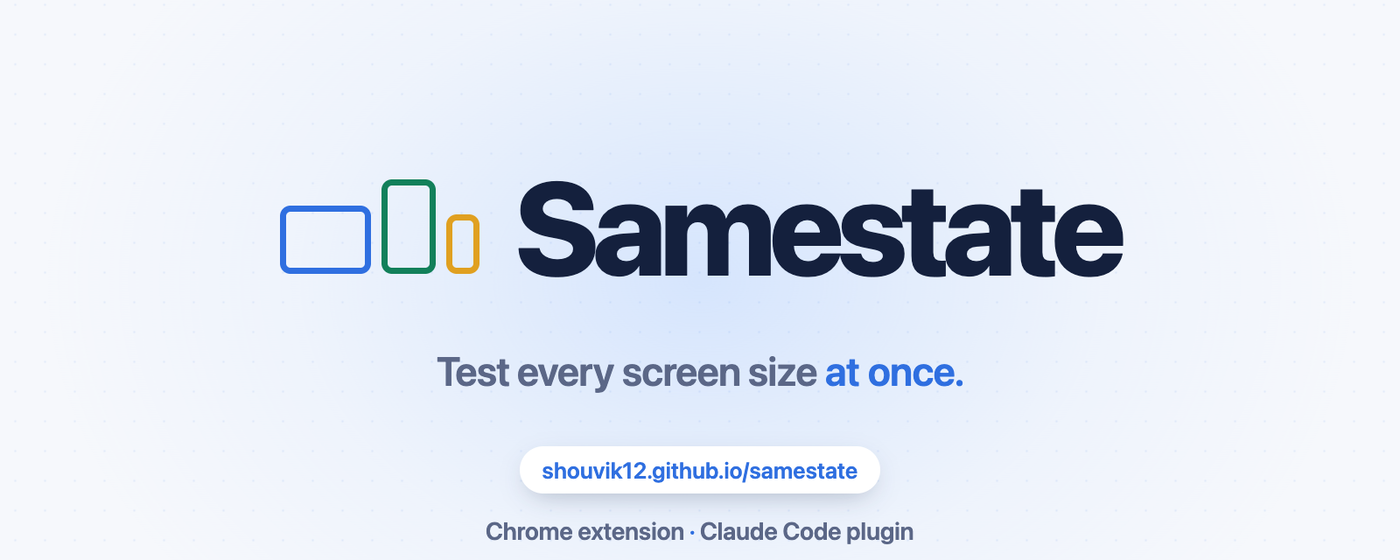 Samestate
Test every screen size at once.
shouvik12.github.io/samestate
Chrome extension · Claude Code plugin